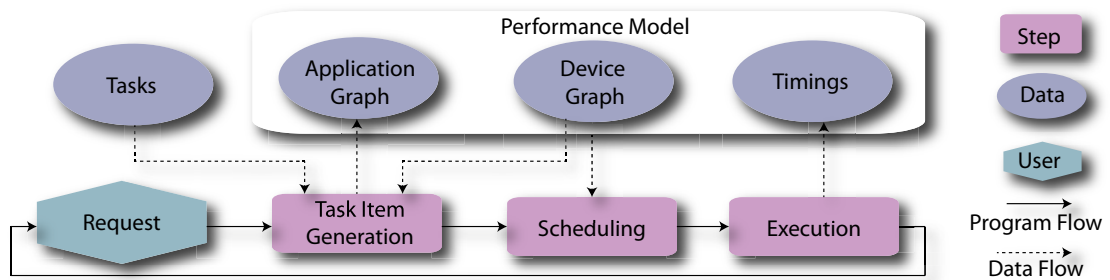 Performance Model
Tasks
Application
Graph
Device
Graph
Timings
Request
Task Item
Generation
Scheduling
Execution
Step
Data
User
Program Flow
Data Flow